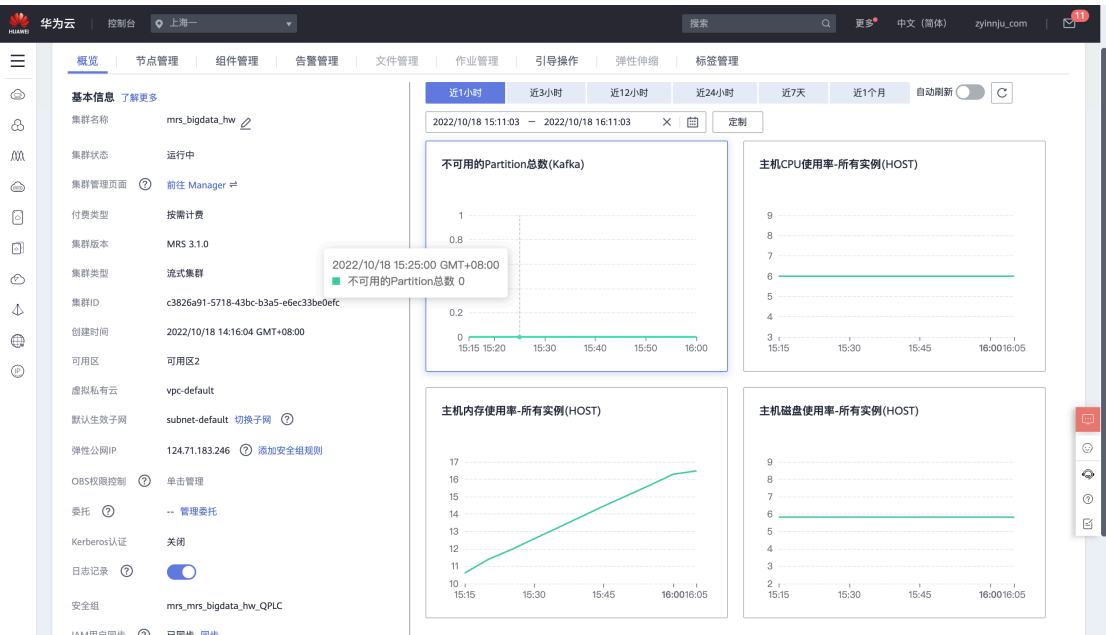 HUAWEI
华为云
控制台
上海一
搜索
更多
中文（简体）
zyinnju_com
11
概览
节点管理
组件管理
告警管理
文件管理
作业管理
引导操作
弹性伸缩
标签管理
基本信息 了解更多
集群名称 mrs_bigdata_hw
集群状态 运行中
集群管理页面 ? 前往 Manager
付费类型 按需计费
集群版本 MRS 3.1.0
集群类型 流式集群
集群ID c3826a91-5718-43bc-b3a5-e6ec33be0efc
创建时间 2022/10/18 14:16:04 GMT+08:00
可用区 可用区2
虚拟私有云 vpc-default
默认生效子网 subnet-default 切换子网 ?
弹性公网IP 124.71.183.246 ? 添加安全组规则
OBS权限控制 ? 单击管理
委托 ? -- 管理委托
Kerberos认证 关闭
日志记录 ?
安全组 mrs_mrs_bigdata_hw_QPLC
IAM用户同步 ? 已同步 同步
近1小时 近3小时 近12小时 近24小时 近7天 近1个月 自动刷新
2022/10/18 15:11:03 – 2022/10/18 16:11:03
定制
不可用的Partition总数(Kafka)
1
0.8
0.2
0
15:15 15:20 15:30 15:40 15:50 16:00
2022/10/18 15:25:00 GMT+08:00
不可用的Partition总数 0
主机CPU使用率-所有实例(HOST)
9
8
7
6
5
4
3
15:15 15:30 15:45 16:00 16:05
主机内存使用率-所有实例(HOST)
17
16
15
14
13
12
11
10
15:15 15:30 15:45 16:00 16:05
主机磁盘使用率-所有实例(HOST)
9
8
7
6
5
4
3
2
15:15 15:30 15:45 16:00 16:05